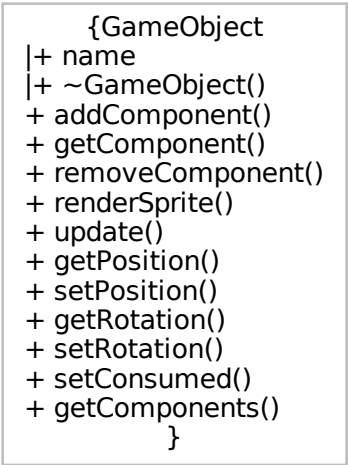 {GameObject
|+ name
|+ ~GameObject()
+ addComponent()
+ getComponent()
+ removeComponent()
+ renderSprite()
+ update()
+ getPosition()
+ setPosition()
+ getRotation()
+ setRotation()
+ setConsumed()
+ getComponents()
}